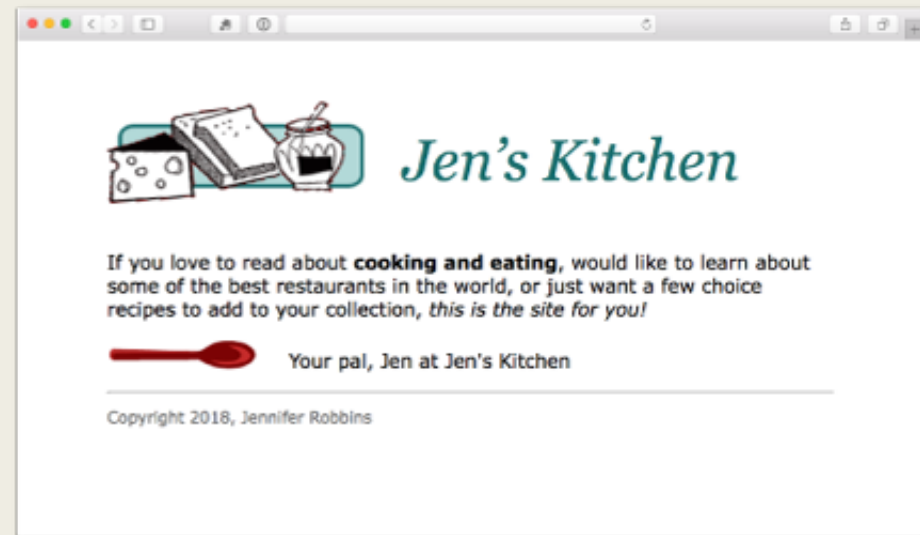 Jen’s Kitchen
If you love to read about cooking and eating, would like to learn about
some of the best restaurants in the world, or just want a few choice
recipes to add to your collection, this is the site for you!
Your pal, Jen at Jen's Kitchen
Copyright 2018, Jennifer Robbins